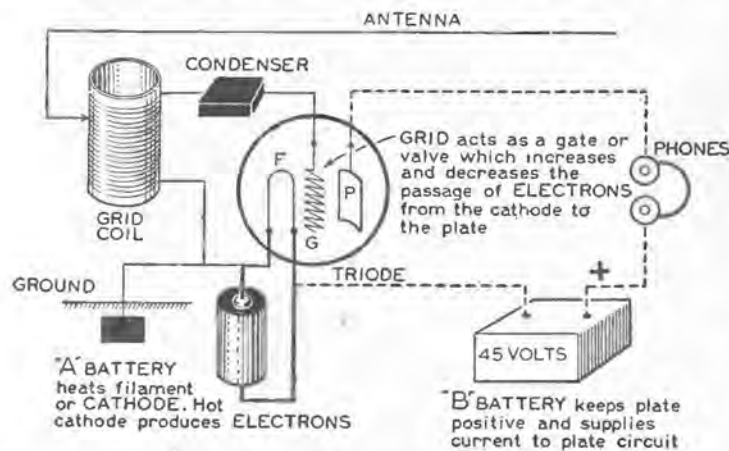 ANTENNA
CONDENSER
GRID
COIL
F
G
P
GRID acts as a gate or
valve which increases
and decreases the
passage of ELECTRONS
from the cathode to
the plate
PHONES
GROUND
TRIODE
+
45 VOLTS
"A" BATTERY
heats filament
or CATHODE. Hot
cathode produces ELECTRONS
"B" BATTERY keeps plate
positive and supplies
current to plate circuit